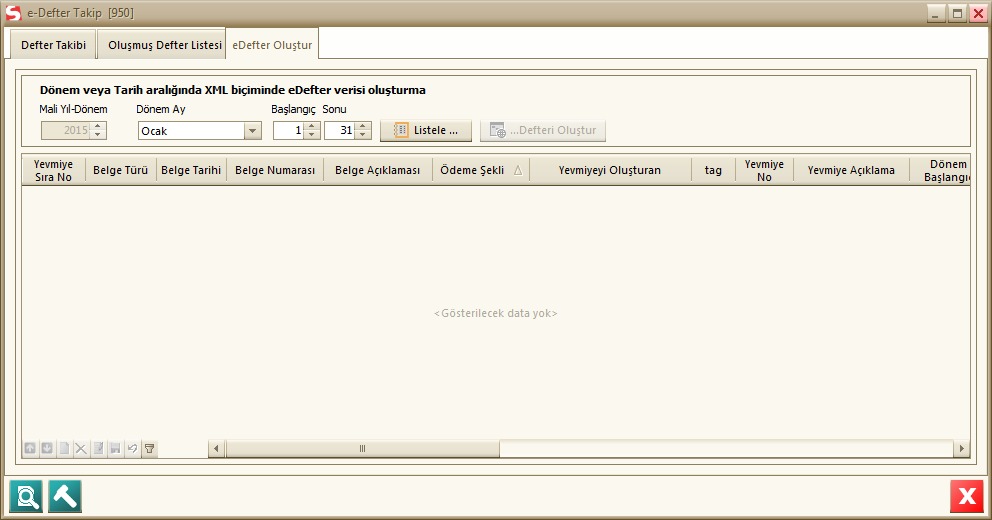 e-Defter Takip [950]
Defter Takibi
Oluşmuş Defter Listesi
eDefter Oluştur
Dönem veya Tarih aralığında XML biçiminde eDefter verisi oluşturma
Mali Yıl-Dönem
Dönem Ay
Başlangıç
Sonu
2015
Ocak
1
31
Listele ...
...Defteri Oluştur
Yevmiye
Sıra No
Belge Türü
Belge Tarihi
Belge Numarası
Belge Açıklaması
Ödeme Şekli
Yevmiyeyi Oluşturan
tag
Yevmiye
No
Yevmiye Açıklama
Dönem
Başlangıç
<Gösterilecek data yok>